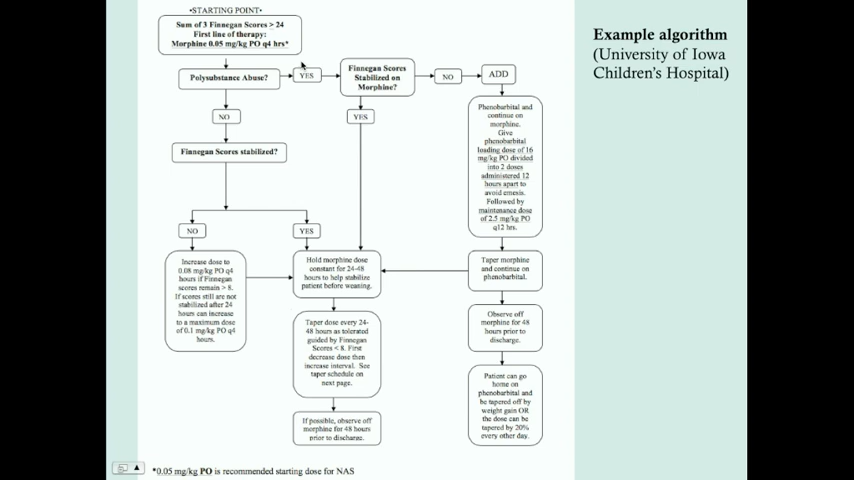 •STARTING POINT•
Sum of 3 Finnegan Scores > 24
First line of therapy:
Morphine 0.05 mg/kg PO q4 hrs*
Polysubstance Abuse?
YES
Finnegan Scores
Stabilized on
Morphine?
NO
ADD
NO
YES
Finnegan Scores stabilized?
Phenobarbital and
continue on
morphine.
Give
phenobarbital
loading dose of 16
mg/kg PO divided
into 2 doses
administered 12
hours apart to
avoid emesis.
Followed by
maintenance dose
of 2.5 mg/kg PO
q12 hrs.
NO
YES
Increase dose to
0.08 mg/kg PO q4
hours if Finnegan
scores remain > 8.
If scores still are not
stabilized after 24
hours can increase
to a maximum dose
of 0.1 mg/kg PO q4
hours.
Hold morphine dose
constant for 24-48
hours to help stabilize
patient before weaning.
Taper morphine
and continue on
phenobarbital.
Taper dose every 24-
48 hours as tolerated
guided by Finnegan
Scores < 8. First
decrease dose then
increase interval. See
taper schedule on
next page.
Observe off
morphine for 48
hours prior to
discharge.
If possible, observe off
morphine for 48 hours
prior to discharge.
Patient can go
home on
phenobarbital and
be tapered off by
weight gain OR
the dose can be
tapered by 20%
every other day.
*0.05 mg/kg PO is recommended starting dose for NAS
Example algorithm
(University of Iowa
Children's Hospital)